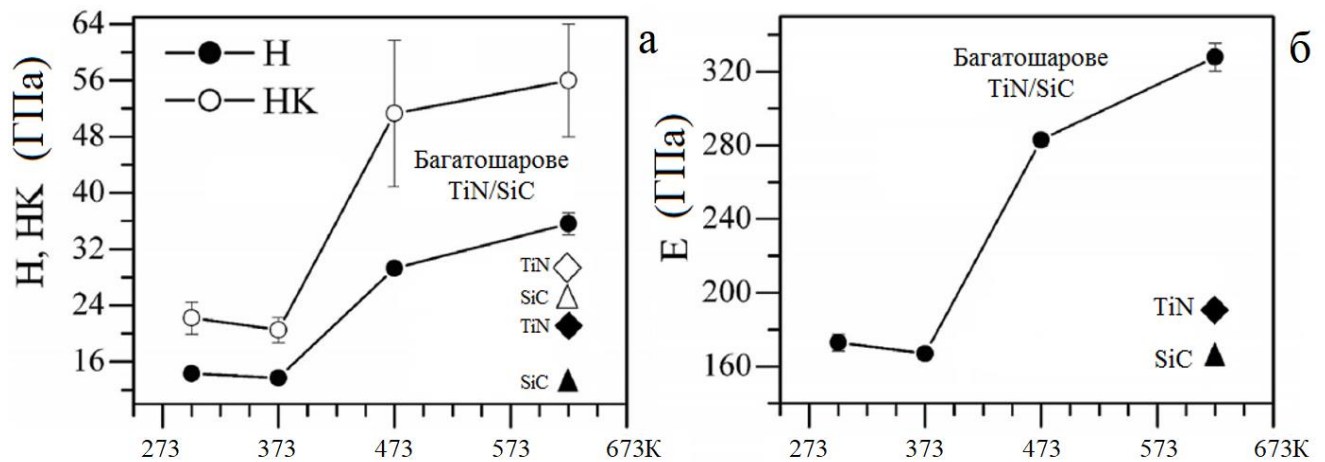 64
56
48
40
32
24
16
H, HK (ГПа)
H
HK
а
Багатошарове
TiN/SiC
TiN
SiC
TiN
SiC
273
373
473
573
673K
320
280
240
200
160
E (ГПа)
Багатошарове
TiN/SiC
б
TiN
SiC
273
373
473
573
673K